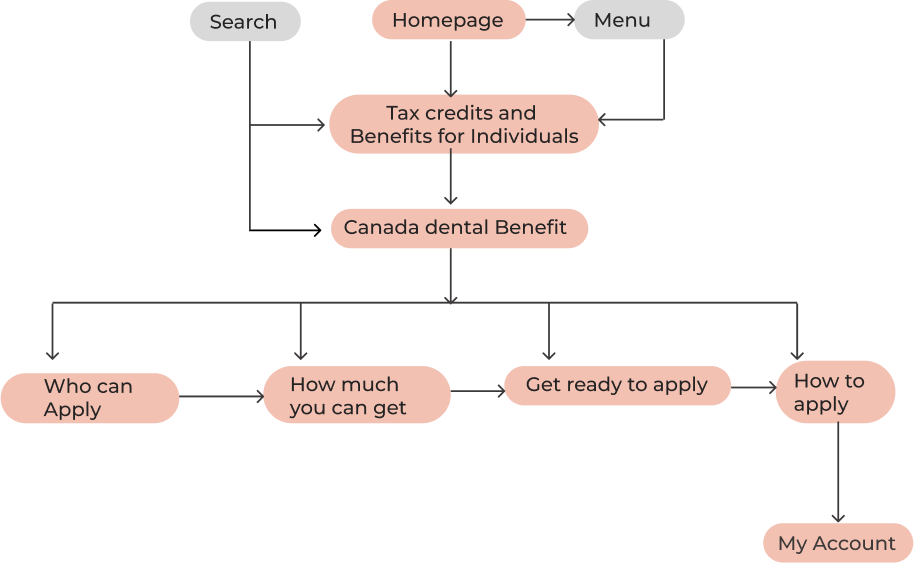 Search
Homepage
Menu
Tax credits and
Benefits for Individuals
Canada dental Benefit
Who can
Apply
How much
you can get
Get ready to apply
How to
apply
My Account